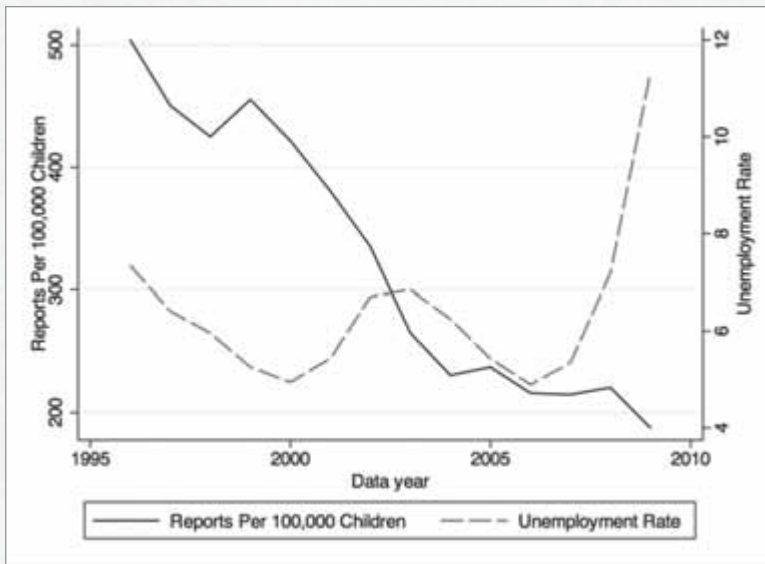 Reports Per 100,000 Children
500
400
300
200
Unemployment Rate
12
10
8
6
4
1995
2000
2005
2010
Data year
Reports Per 100,000 Children
Unemployment Rate